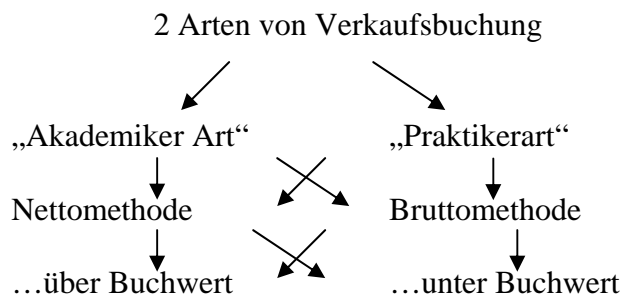 2 Arten von Verkaufsbuchung
„Akademiker Art“ „Praktikerart“
Nettomethode Bruttomethode
…über Buchwert …unter Buchwert